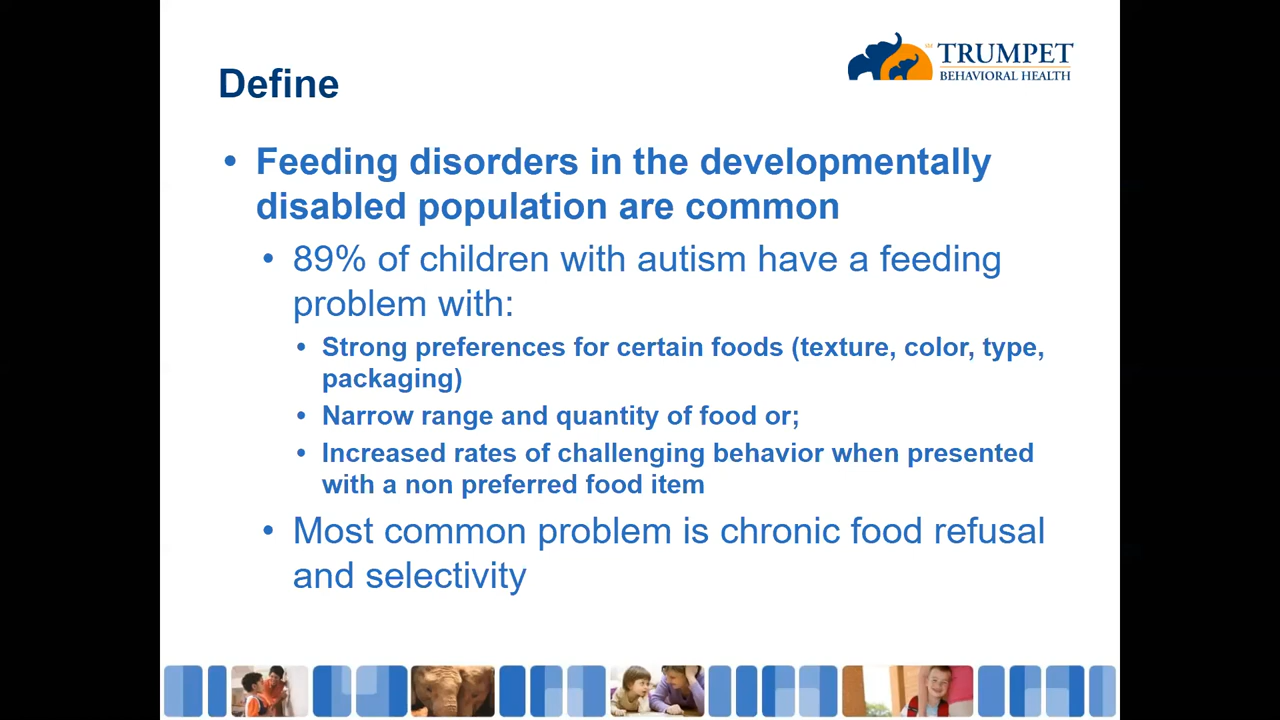 Define
TRUMPET
BEHAVIORAL HEALTH
SM
• Feeding disorders in the developmentally
disabled population are common
• 89% of children with autism have a feeding
problem with:
• Strong preferences for certain foods (texture, color, type,
packaging)
• Narrow range and quantity of food or;
• Increased rates of challenging behavior when presented
with a non preferred food item
• Most common problem is chronic food refusal
and selectivity